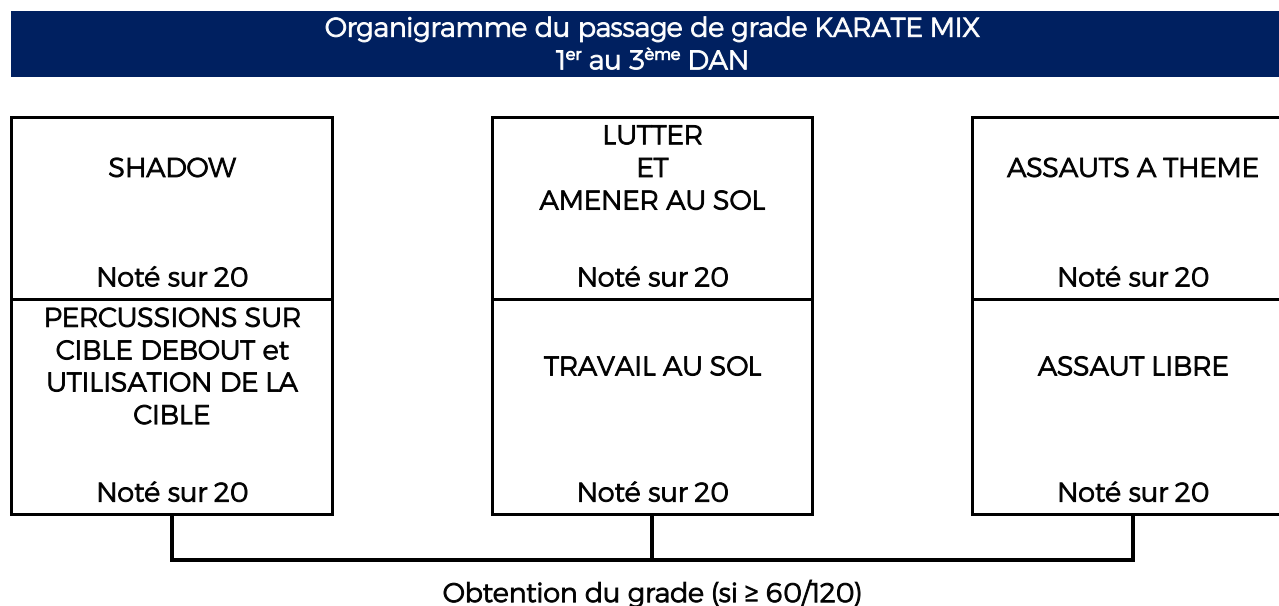 Organigramme du passage de grade KARATE MIX
1er au 3ème DAN
SHADOW
Noté sur 20
PERCUSSIONS SUR
CIBLE DEBOUT et
UTILISATION DE LA
CIBLE
Noté sur 20
LUTTER
ET
AMENER AU SOL
Noté sur 20
TRAVAIL AU SOL
Noté sur 20
ASSAUTS A THEME
Noté sur 20
ASSAUT LIBRE
Noté sur 20
Obtention du grade (si ≥ 60/120)